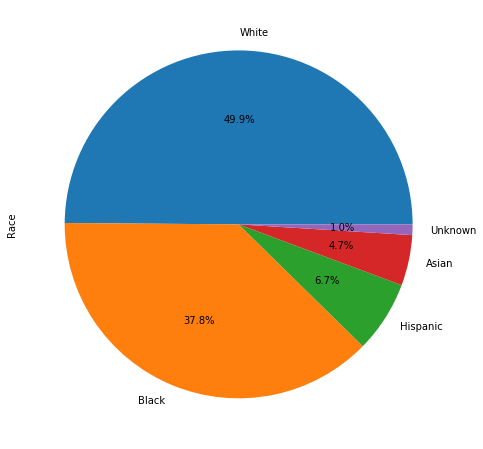 White
49.9%
Race
1.0%
Unknown
4.7%
Asian
6.7%
Hispanic
37.8%
Black